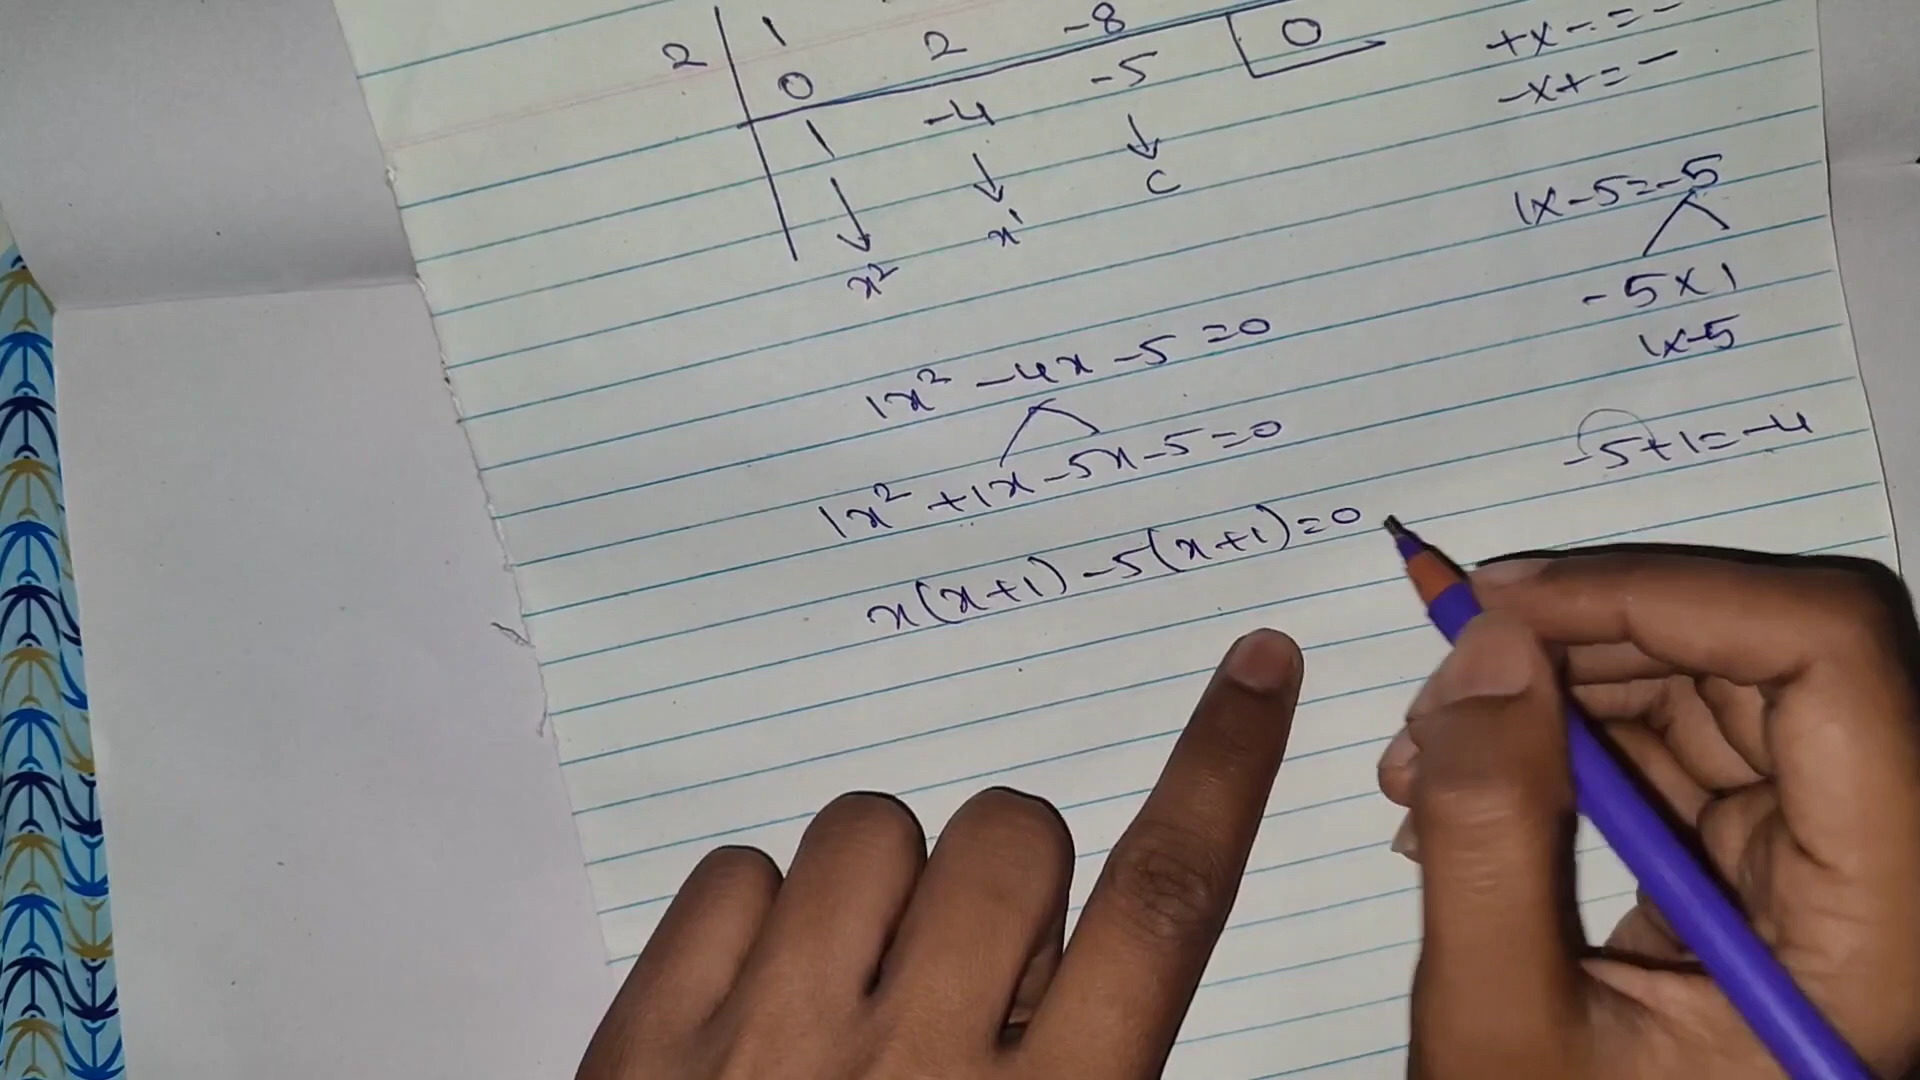 2 | 1
0 2 -8
1 -4 -5 0
x² x¹ c
+x-=-
-x+=-
1x-5=-5
-5x1
1x-5
1x²-4x-5=0
-5+1=-4
1x²+1x-5x-5=0
x(x+1)-5(x+1)=0